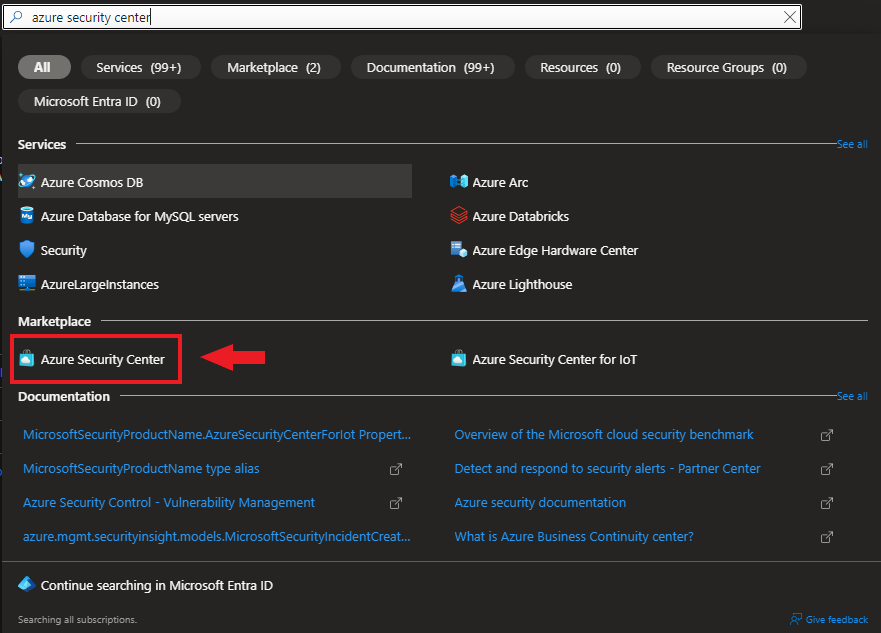 azure security center
All
Services (99+)
Marketplace (2)
Documentation (99+)
Resources (0)
Resource Groups (0)
Microsoft Entra ID (0)
Services
See all
Azure Cosmos DB
Azure Arc
Azure Database for MySQL servers
Azure Databricks
Security
Azure Edge Hardware Center
AzureLargeInstances
Azure Lighthouse
Marketplace
Azure Security Center
Azure Security Center for IoT
Documentation
See all
MicrosoftSecurityProductName.AzureSecurityCenterForIot Propert...
Overview of the Microsoft cloud security benchmark
MicrosoftSecurityProductName type alias
Detect and respond to security alerts - Partner Center
Azure Security Control - Vulnerability Management
Azure security documentation
azure.mgmt.securityinsight.models.MicrosoftSecurityIncidentCreat...
What is Azure Business Continuity center?
Continue searching in Microsoft Entra ID
Searching all subscriptions.
Give feedback